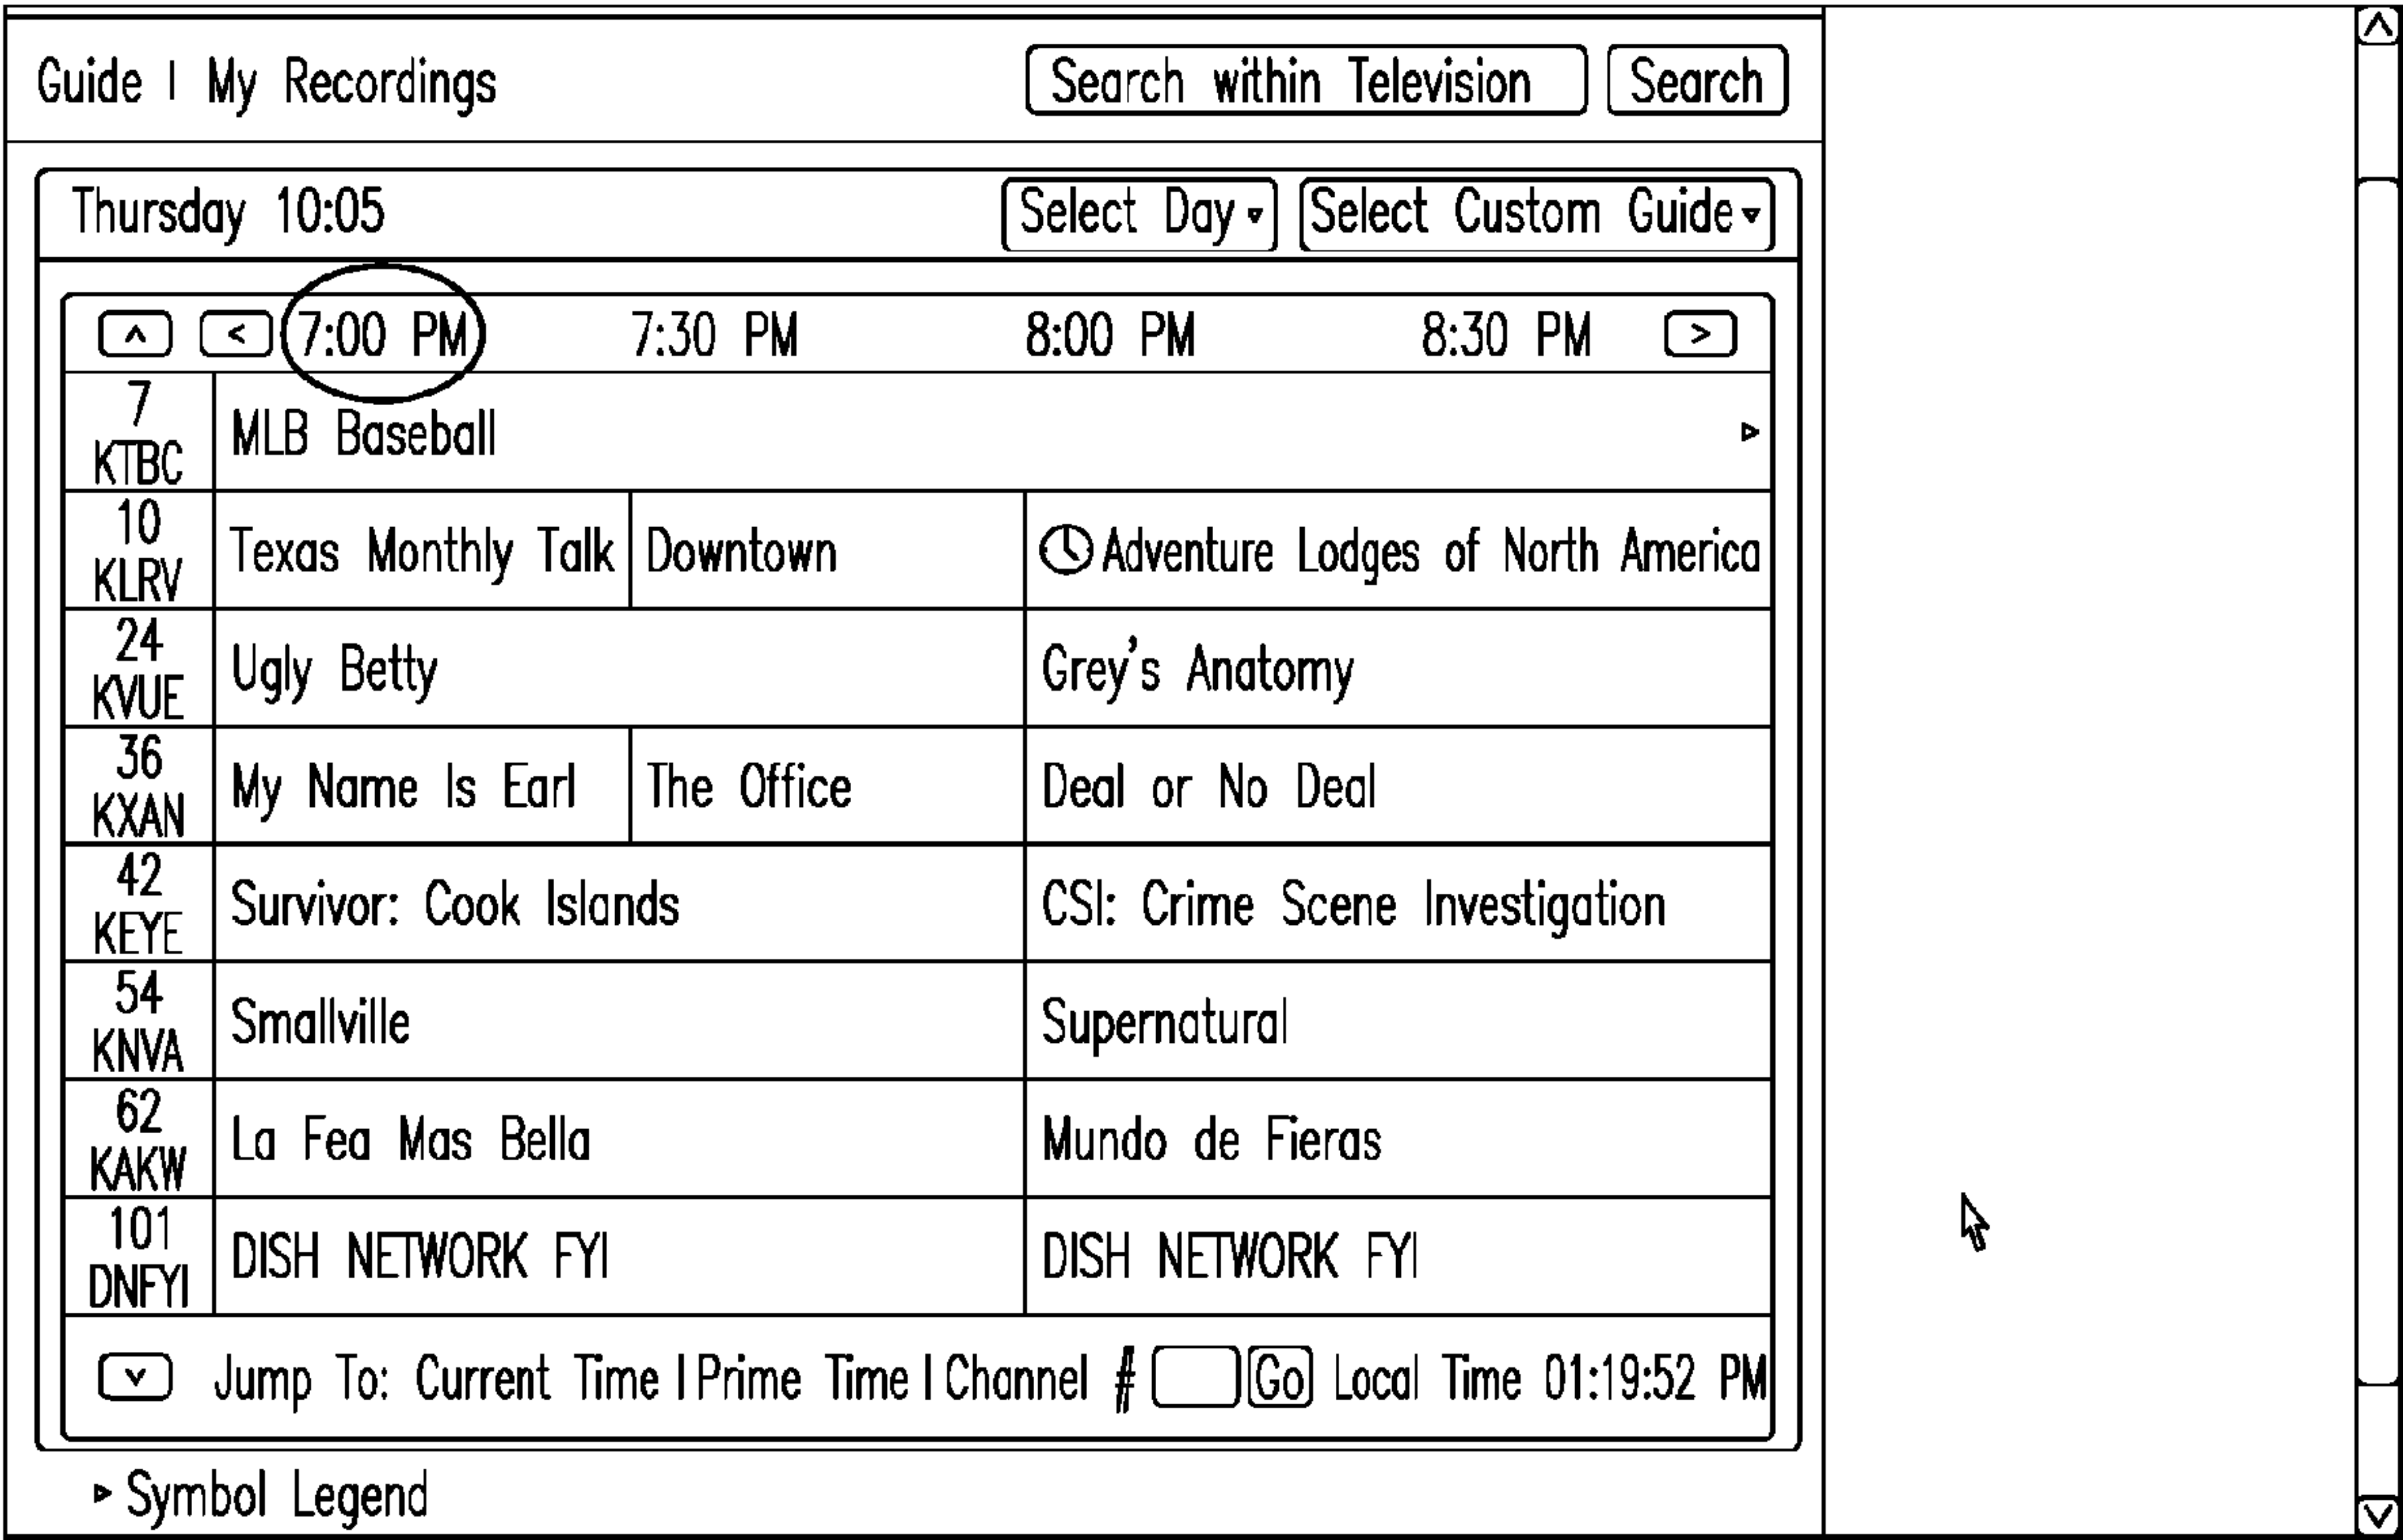 Guide | My Recordings Search within Television Search
Thursday 10:05 Select Day Select Custom Guide
7:00 PM 7:30 PM 8:00 PM 8:30 PM
7 KTBC MLB Baseball
10 KLRV Texas Monthly Talk Downtown Adventure Lodges of North America
24 KVUE Ugly Betty Grey's Anatomy
36 KXAN My Name Is Earl The Office Deal or No Deal
42 KEYE Survivor: Cook Islands CSI: Crime Scene Investigation
54 KNVA Smallville Supernatural
62 KAKW La Fea Mas Bella Mundo de Fieras
101 DNFYI DISH NETWORK FYI DISH NETWORK FYI
Jump To: Current Time | Prime Time | Channel # Go Local Time 01:19:52 PM
Symbol Legend